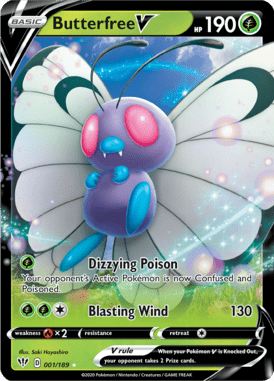 BASIC
Butterfree V HP 190
Dizzying Poison
Your opponent's Active Pokémon is now Confused and
Poisoned.
Blasting Wind 130
weakness ×2 resistance retreat
Illus. Saki Hayashiro
V rule When your Pokémon V is Knocked Out,
your opponent takes 2 Prize cards.
D 001/189
©2020 Pokémon / Nintendo / Creatures / GAME FREAK